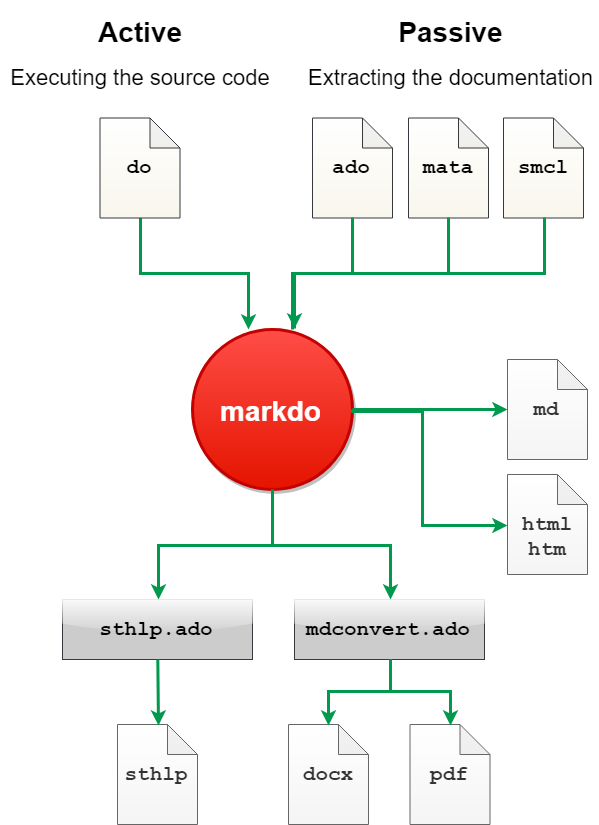 Active
Passive
Executing the source code
Extracting the documentation
do
ado
mata
smcl
markdo
md
html
htm
sthlp.ado
mdconvert.ado
sthlp
docx
pdf